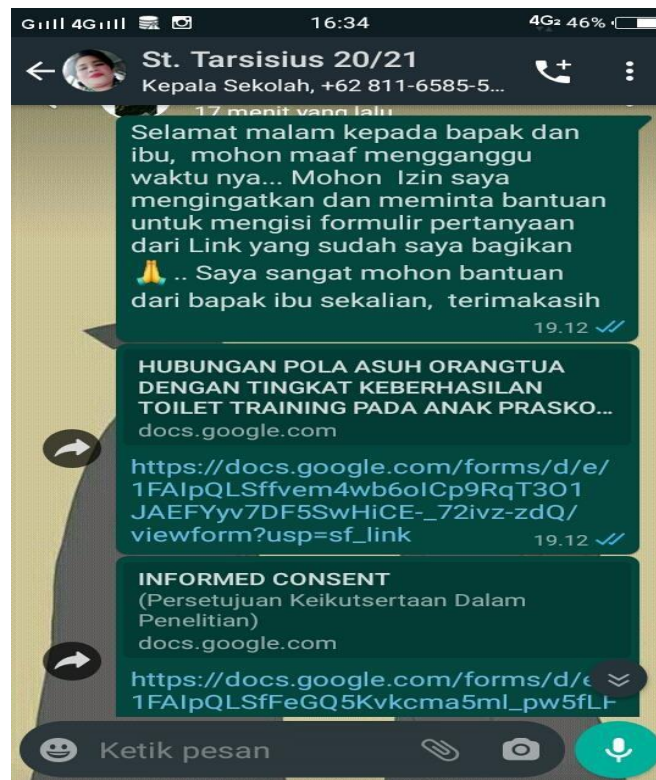 4G
16:34
4G2 46%
St. Tarsisius 20/21
Kepala Sekolah, +62 811-6585-5...
17 menit yang lalu
Selamat malam kepada bapak dan
ibu, mohon maaf mengganggu
waktu nya... Mohon Izin saya
mengingatkan dan meminta bantuan
untuk mengisi formulir pertanyaan
dari Link yang sudah saya bagikan
🙏 .. Saya sangat mohon bantuan
dari bapak ibu sekalian, terimakasih
19.12
HUBUNGAN POLA ASUH ORANGTUA
DENGAN TINGKAT KEBERHASILAN
TOILET TRAINING PADA ANAK PRASKO...
docs.google.com
https://docs.google.com/forms/d/e/
1FAIpQLSffvem4wb6oICp9RqT3O1
JAEFYyv7DF5SwHiCE-_72ivz-zdQ/
viewform?usp=sf_link
19.12
INFORMED CONSENT
(Persetujuan Keikutsertaan Dalam
Penelitian)
docs.google.com
https://docs.google.com/forms/d/e
1FAIpQLSfFeGQ5Kvkcma5ml_pw5fLF
Ketik pesan